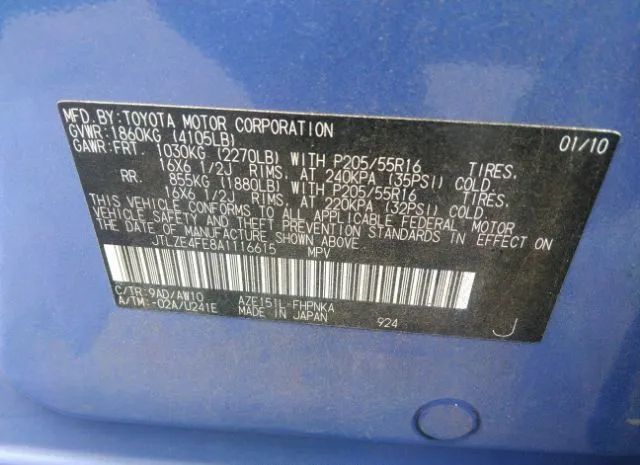 MFD. BY: TOYOTA MOTOR CORPORATION 01/10
GVWR: 1860KG (4105LB)
GAWR: FRT 1030KG (2270LB) WITH P205/55R16 TIRES.
16X6 1/2J RIMS. AT 240KPA (35PSI) COLD.
RR 855KG (1880LB) WITH P205/55R16 TIRES.
16X6 1/2J RIMS. AT 220KPA (32PSI) COLD.
THIS VEHICLE CONFORMS TO ALL APPLICABLE FEDERAL MOTOR
VEHICLE SAFETY AND THEFT PREVENTION STANDARDS IN EFFECT ON
THE DATE OF MANUFACTURE SHOWN ABOVE.
JTLZE4FE8A1116615 MPV
C/TR:9AD/AW10 AZE151L-FHPNKA
A/TM:-02A/U241E MADE IN JAPAN 924 J